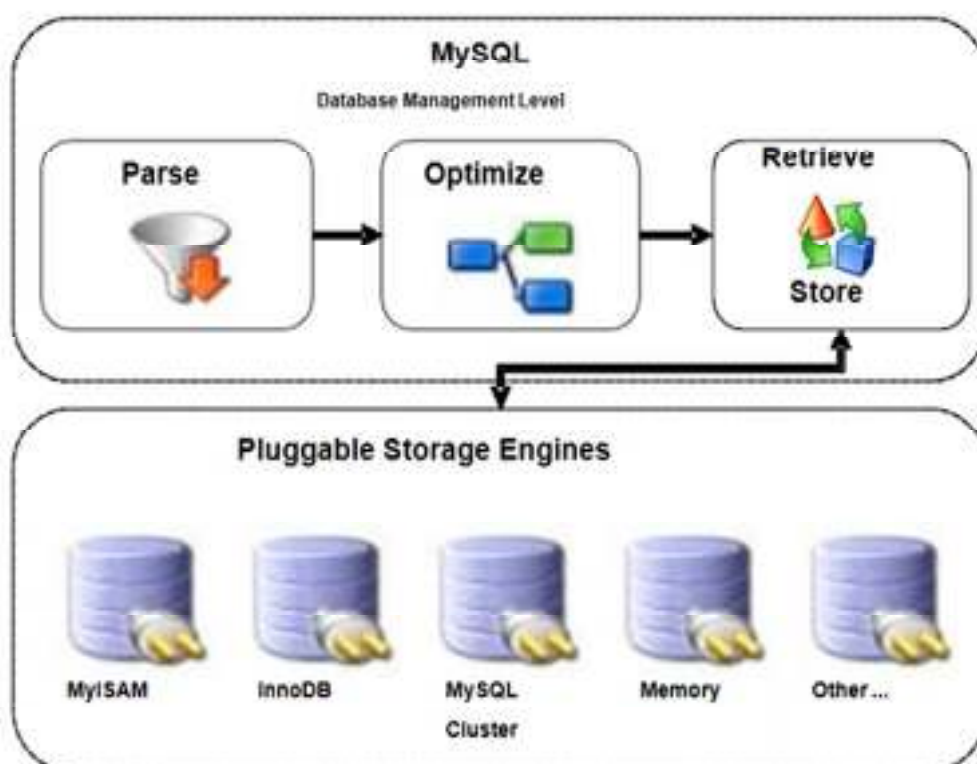 MySQL
Database Management Level
Parse
Optimize
Retrieve
Store
Pluggable Storage Engines
MyISAM
InnoDB
MySQL
Cluster
Memory
Other ...